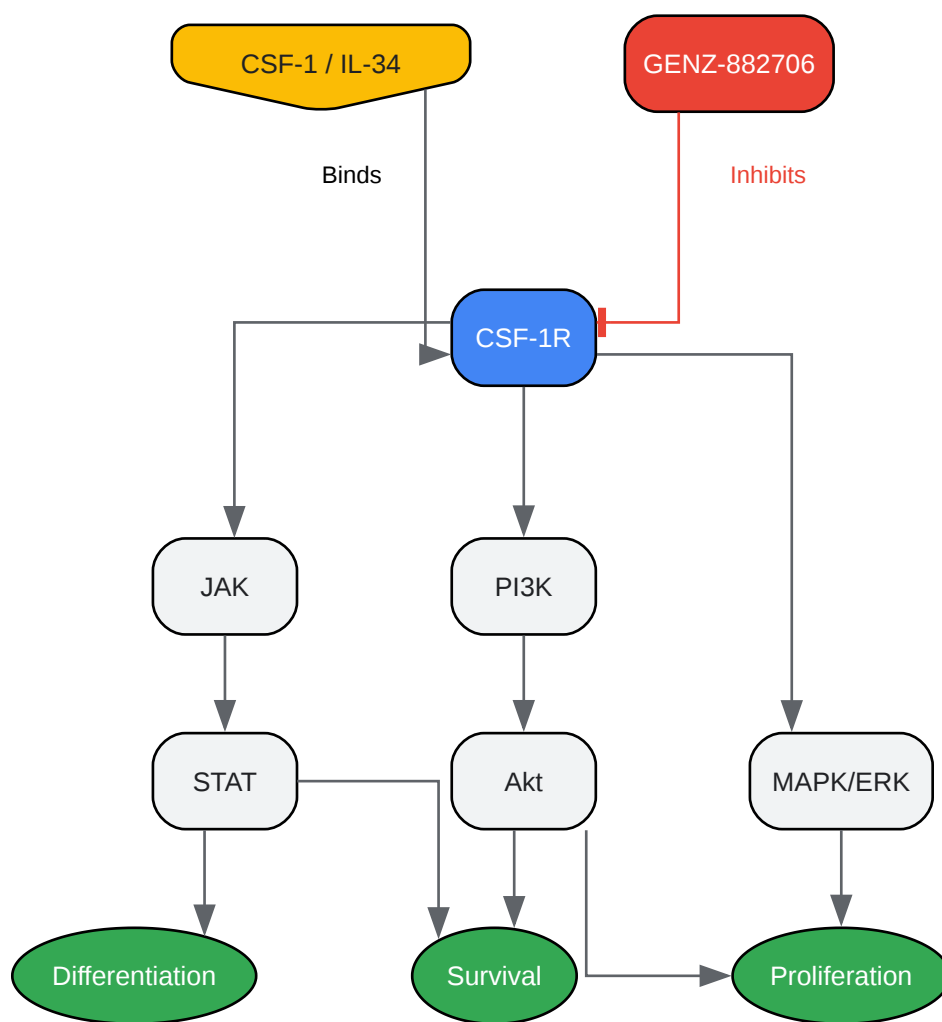 CSF-1 / IL-34
GENZ-882706
Binds
Inhibits
CSF-1R
JAK
PI3K
STAT
Akt
MAPK/ERK
Differentiation
Survival
Proliferation